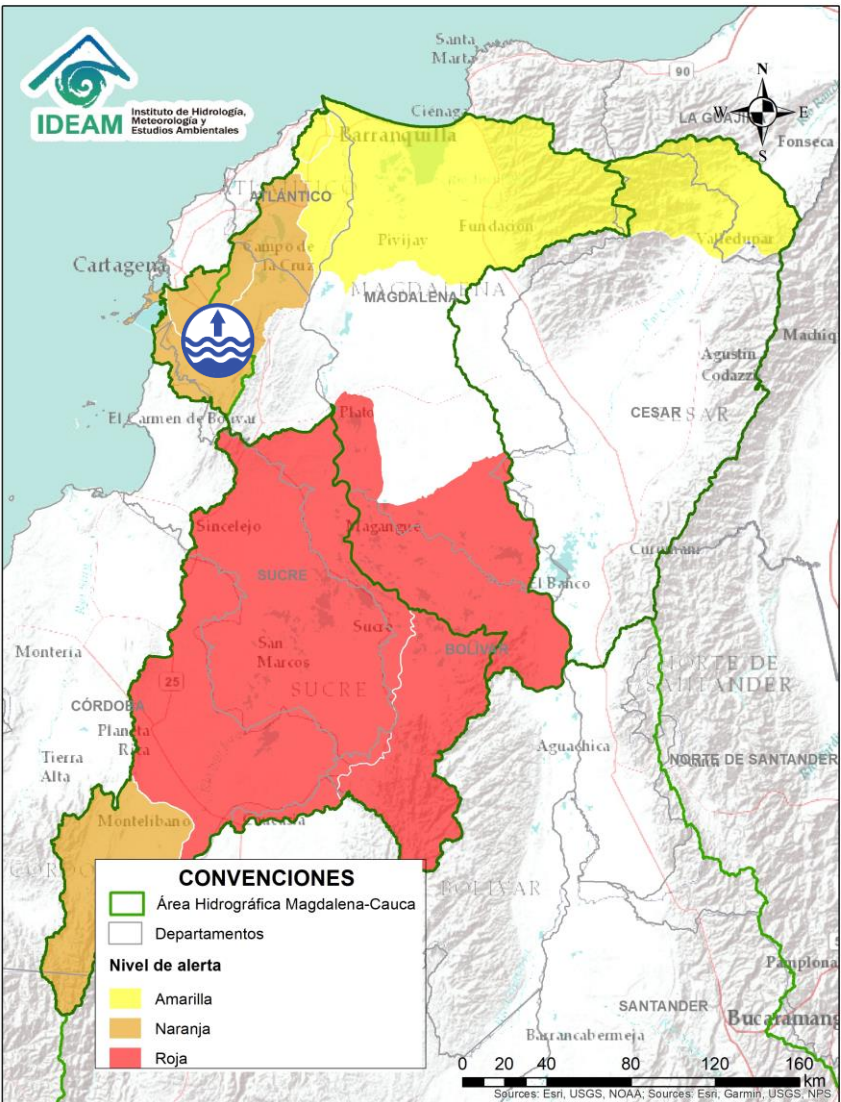 IDEAM
Instituto de Hidrología,
Meteorología y
Estudios Ambientales
Santa
Marta
90
N
W
E
S
LA GUAJIRA
Ciénaga
Fonseca
Barranquilla
ATLÁNTICO
ATLÁNTICO
Campo de
la Cruz
Pivijay
Fundación
Valledupar
Cartagena
MAGDALENA
MAGDALENA
Agustín
Codazzi
El Carmen de Bolívar
Plato
CESAR
CESAR
Sincelejo
Magangué
SUCRE
El Banco
Montería
San
Marcos
Sucre
BOLÍVAR
SUCRE
25
CÓRDOBA
Planeta
Rica
Tierra
Alta
NORTE DE
SANTANDER
Aguachica
NORTE DE SANTANDER
Montelíbano
BOLÍVAR
CONVENCIONES
Área Hidrográfica Magdalena-Cauca
Departamentos
Nivel de alerta
Amarilla
Naranja
Roja
Pamplona
SANTANDER
Barrancabermeja
0 20 40 80 120 160
km
Sources: Esri, USGS, NOAA; Sources: Esri, Garmin, USGS, NPS